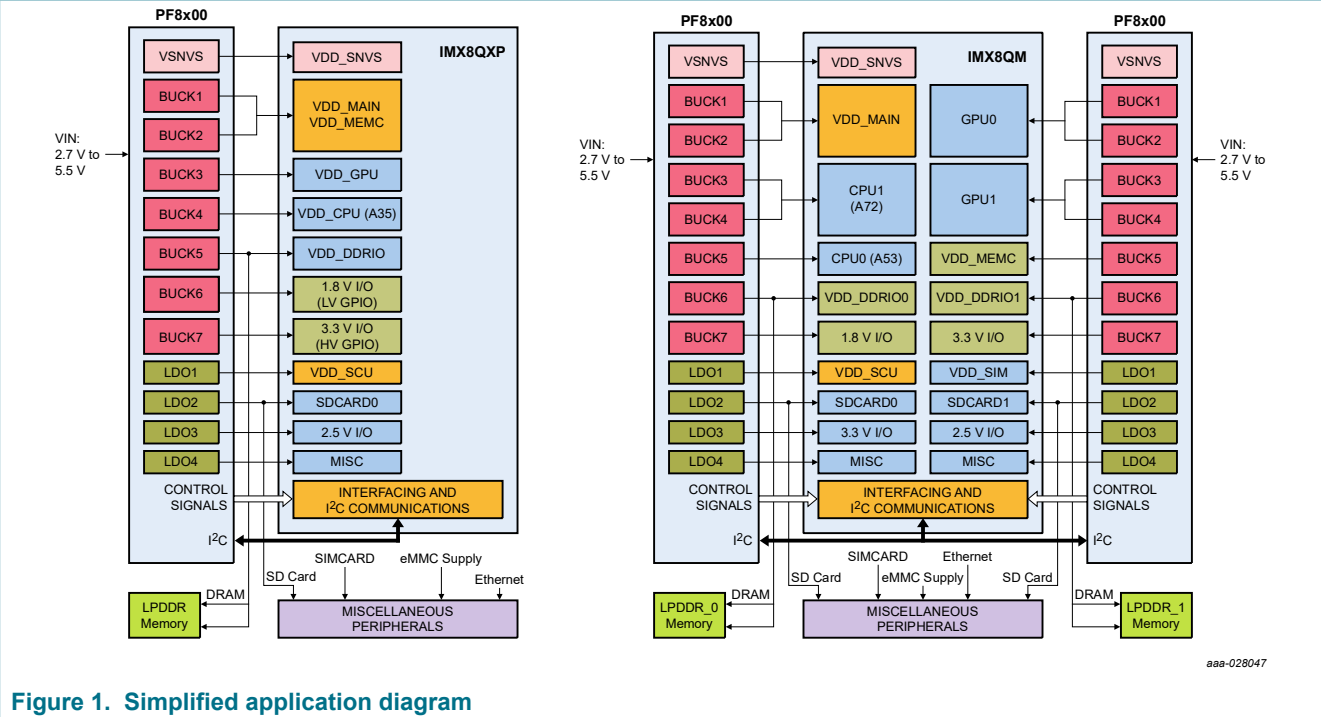 PF8x00
IMX8QXP
VSNVS
VDD_SNVS
BUCK1
VDD_MAIN
VDD_MEMC
BUCK2
VIN:
2.7 V to
5.5 V
BUCK3
VDD_GPU
BUCK4
VDD_CPU (A35)
BUCK5
VDD_DDRIO
BUCK6
1.8 V I/O
(LV GPIO)
BUCK7
3.3 V I/O
(HV GPIO)
LDO1
VDD_SCU
LDO2
SDCARD0
LDO3
2.5 V I/O
LDO4
MISC
CONTROL
SIGNALS
INTERFACING AND
I2C COMMUNICATIONS
I2C
SIMCARD
eMMC Supply
SD Card
Ethernet
DRAM
LPDDR
Memory
MISCELLANEOUS
PERIPHERALS
PF8x00
PF8x00
IMX8QM
VSNVS
VDD_SNVS
VSNVS
BUCK1
VDD_MAIN
GPU0
BUCK1
BUCK2
BUCK2
VIN:
2.7 V to
5.5 V
VIN:
2.7 V to
5.5 V
BUCK3
CPU1
(A72)
GPU1
BUCK3
BUCK4
BUCK4
BUCK5
CPU0 (A53)
VDD_MEMC
BUCK5
BUCK6
VDD_DDRIO0
VDD_DDRIO1
BUCK6
BUCK7
1.8 V I/O
3.3 V I/O
BUCK7
LDO1
VDD_SCU
VDD_SIM
LDO1
LDO2
SDCARD0
SDCARD1
LDO2
LDO3
3.3 V I/O
2.5 V I/O
LDO3
LDO4
MISC
MISC
LDO4
CONTROL
SIGNALS
INTERFACING AND
I2C COMMUNICATIONS
CONTROL
SIGNALS
I2C
I2C
SIMCARD
Ethernet
SD Card
eMMC Supply
SD Card
DRAM
DRAM
LPDDR_0
Memory
MISCELLANEOUS
PERIPHERALS
LPDDR_1
Memory
aaa-028047
Figure 1. Simplified application diagram